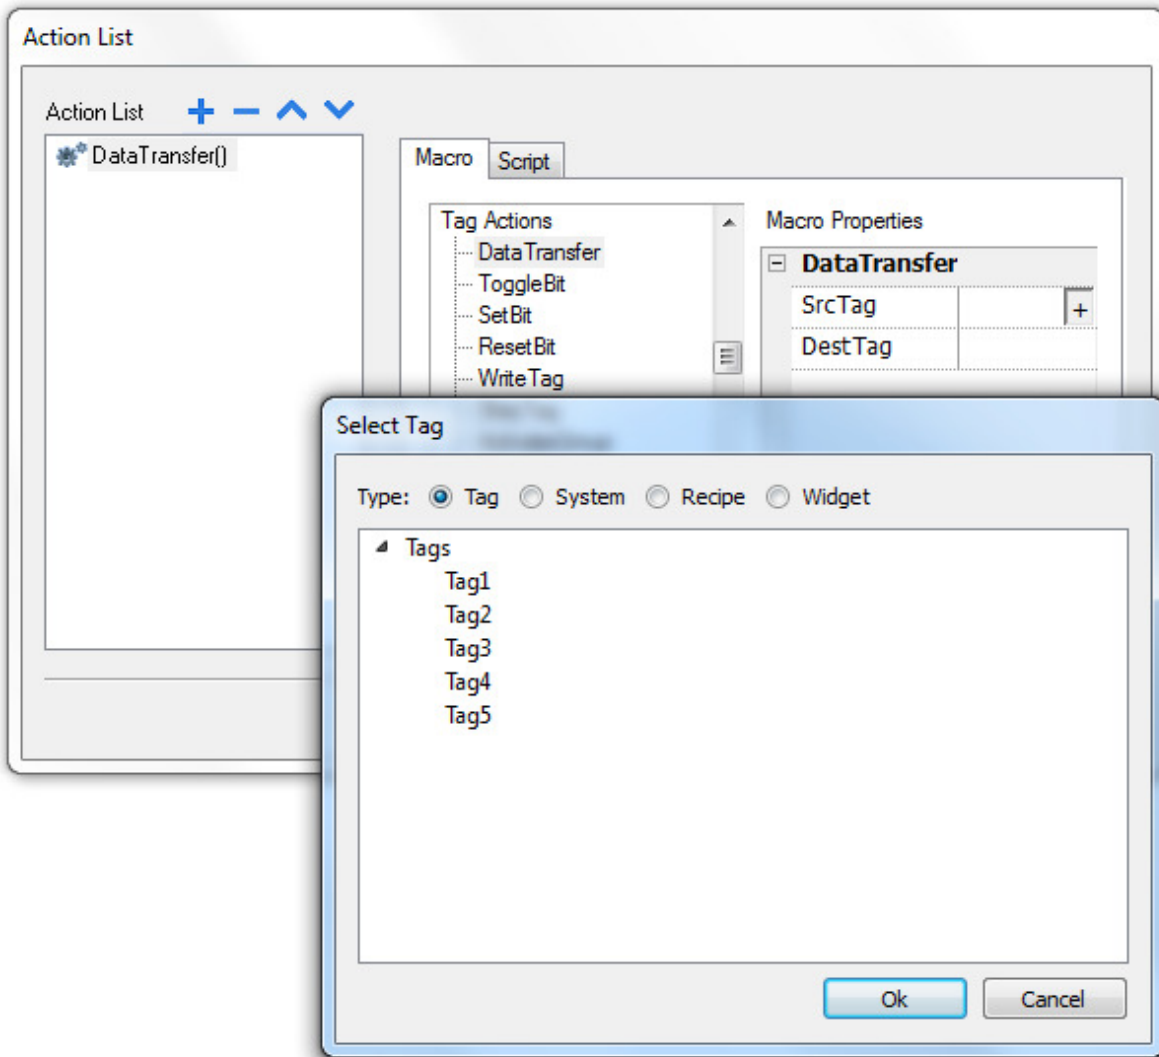 Action List
Action List
DataTransfer()
Macro Script
Tag Actions
DataTransfer
ToggleBit
SetBit
ResetBit
WriteTag
Macro Properties
DataTransfer
SrcTag +
DestTag
Select Tag
Type: Tag System Recipe Widget
Tags
Tag1
Tag2
Tag3
Tag4
Tag5
Ok Cancel